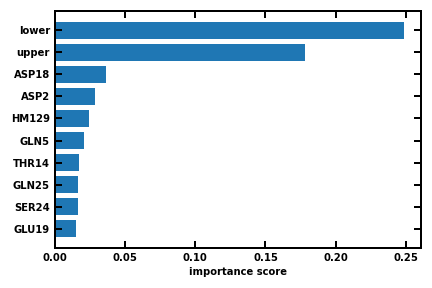 lower
upper
ASP18
ASP2
HM129
GLN5
THR14
GLN25
SER24
GLU19
0.00 0.05 0.10 0.15 0.20 0.25
importance score